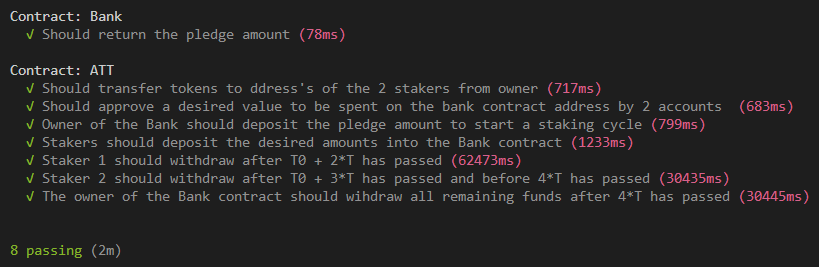 Contract: Bank
√ Should return the pledge amount (78ms)
Contract: ATT
√ Should transfer tokens to ddress's of the 2 stakers from owner (717ms)
√ Should approve a desired value to be spent on the bank contract address by 2 accounts (683ms)
√ Owner of the Bank should deposit the pledge amount to start a staking cycle (799ms)
√ Stakers should deposit the desired amounts into the Bank contract (1233ms)
√ Staker 1 should withdraw after T0 + 2*T has passed (62473ms)
√ Staker 2 should withdraw after T0 + 3*T has passed and before 4*T has passed (30435ms)
√ The owner of the Bank contract should wihdraw all remaining funds after 4*T has passed (30445ms)
8 passing (2m)